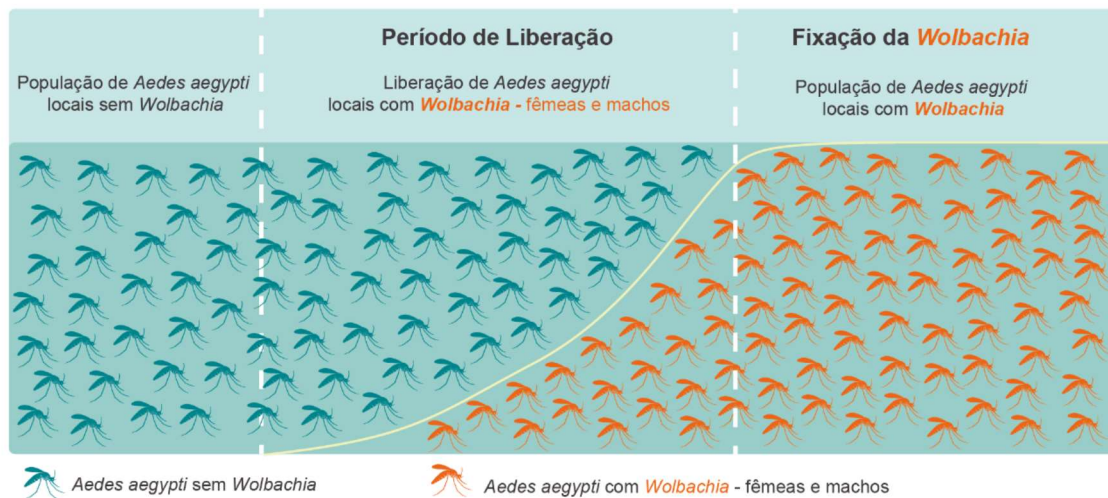 População de Aedes aegypti
locais sem Wolbachia
Período de Liberação
Liberação de Aedes aegypti
locais com Wolbachia - fêmeas e machos
Fixação da Wolbachia
População de Aedes aegypti
locais com Wolbachia
Aedes aegypti sem Wolbachia
Aedes aegypti com Wolbachia - fêmeas e machos